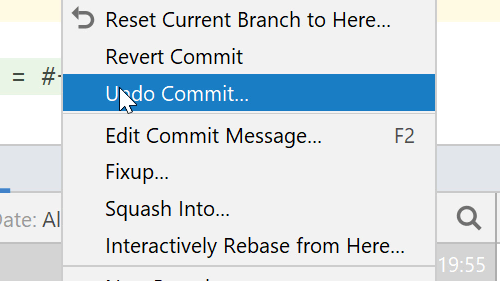 Reset Current Branch to Here...
Revert Commit
= #
Undo Commit...
Edit Commit Message... F2
Fixup...
Date: Al
Squash Into...
Interactively Rebase from Here...
19:55